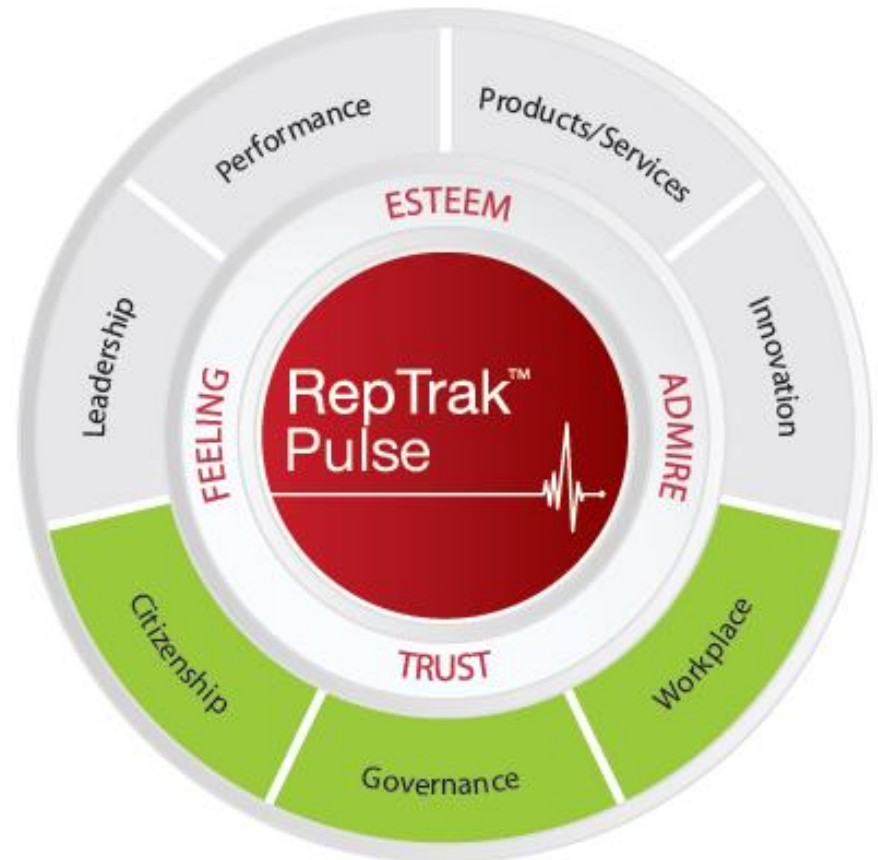 Performance
Products/Services
Leadership
Innovation
ESTEEM
FEELING
ADMIRE
RepTrak™
Pulse
TRUST
Citizenship
Workplace
Governance